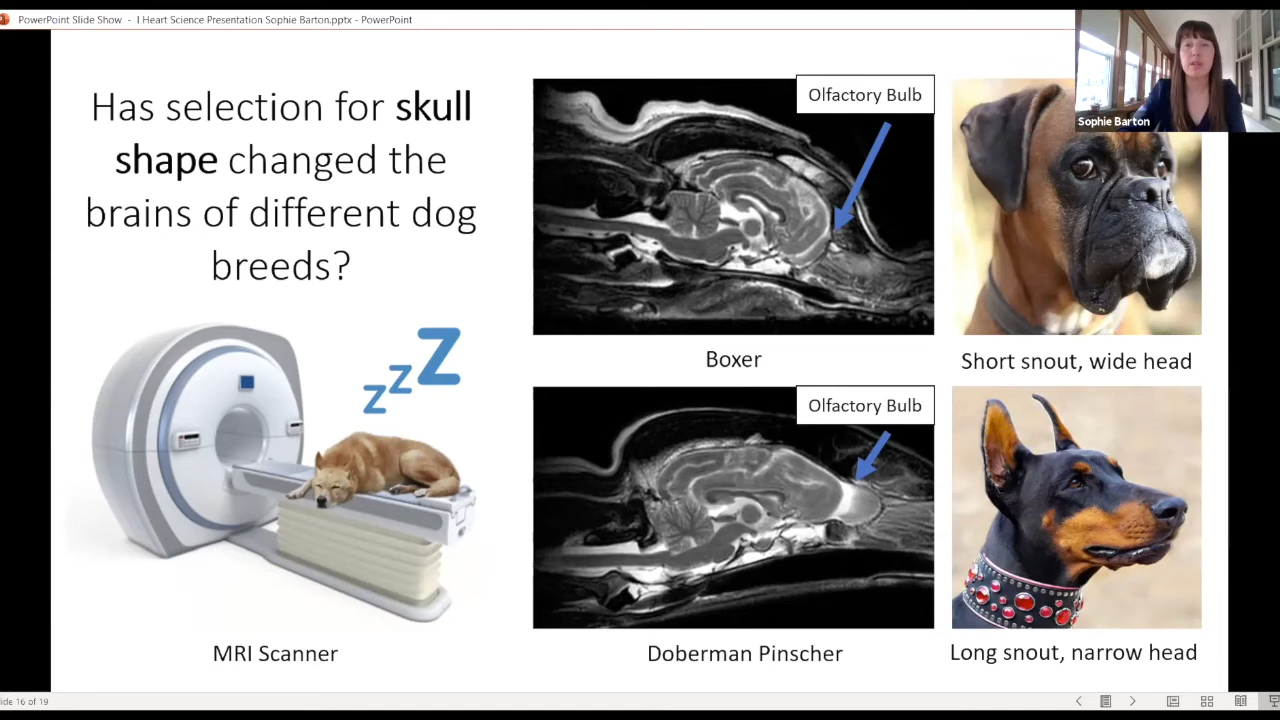 PowerPoint Slide Show - I Heart Science Presentation Sophie Barton.pptx - PowerPoint
Sophie Barton
Has selection for skull
shape changed the
brains of different dog
breeds?
Olfactory Bulb
Boxer
Short snout, wide head
zzZ
Olfactory Bulb
MRI Scanner
Doberman Pinscher
Long snout, narrow head
lide 16 of 19